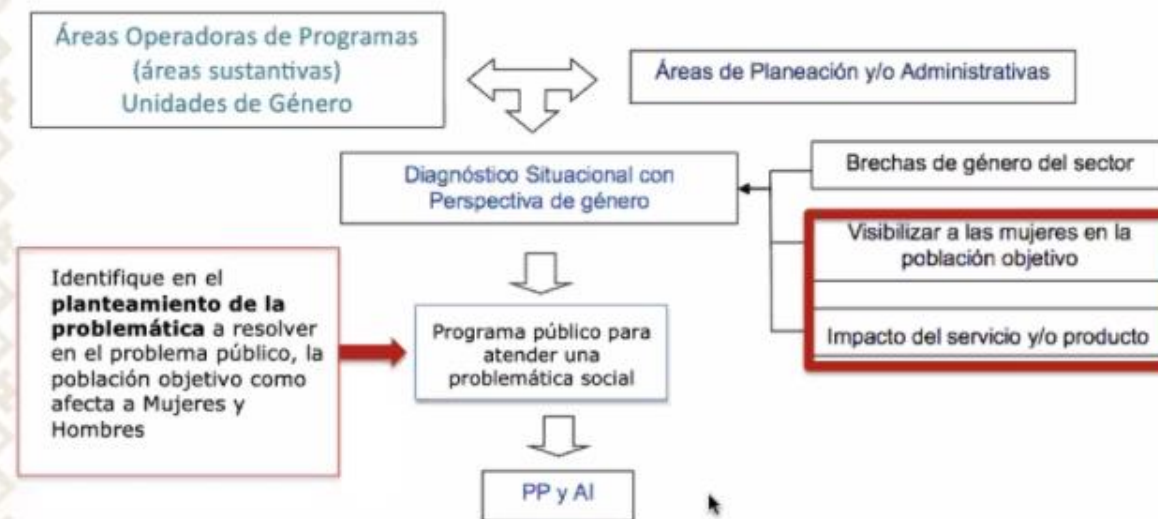 Áreas Operadoras de Programas
(áreas sustantivas)
Unidades de Género
Áreas de Planeación y/o Administrativas
Diagnóstico Situacional con
Perspectiva de género
Brechas de género del sector
Visibilizar a las mujeres en la
población objetivo
Impacto del servicio y/o producto
Identifique en el
planteamiento de la
problemática a resolver
en el problema público, la
población objetivo como
afecta a Mujeres y
Hombres
Programa público para
atender una
problemática social
PP y AI